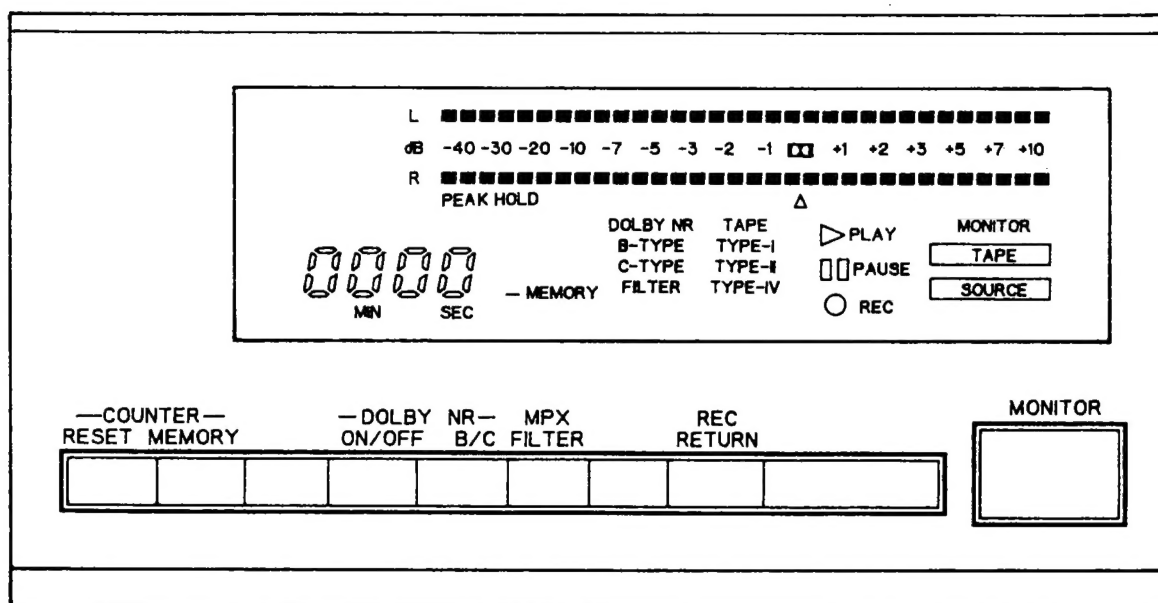 L
dB -40 -30 -20 -10 -7 -5 -3 -2 -1 0 +1 +2 +3 +5 +7 +10
R
PEAK HOLD
DOLBY NR TAPE
B-TYPE TYPE-I
C-TYPE TYPE-II
FILTER TYPE-IV
0000
MIN SEC
— MEMORY
PLAY
PAUSE
REC
MONITOR
TAPE
SOURCE
—COUNTER— —DOLBY NR— MPX REC
RESET MEMORY ON/OFF B/C FILTER RETURN
MONITOR